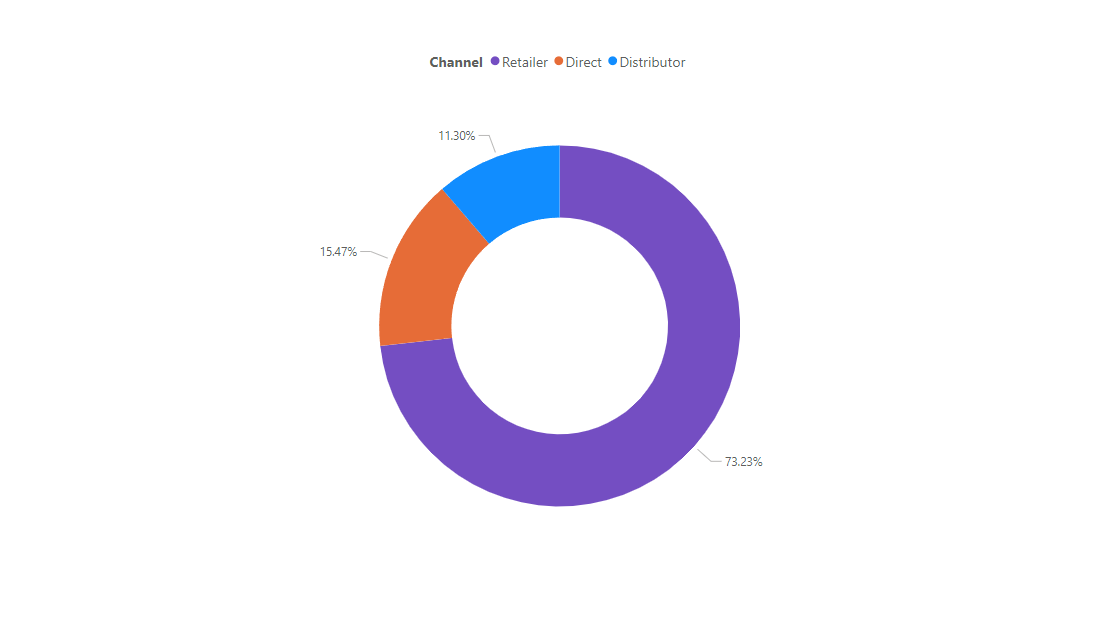 Channel Retailer Direct Distributor
11.30%
15.47%
73.23%